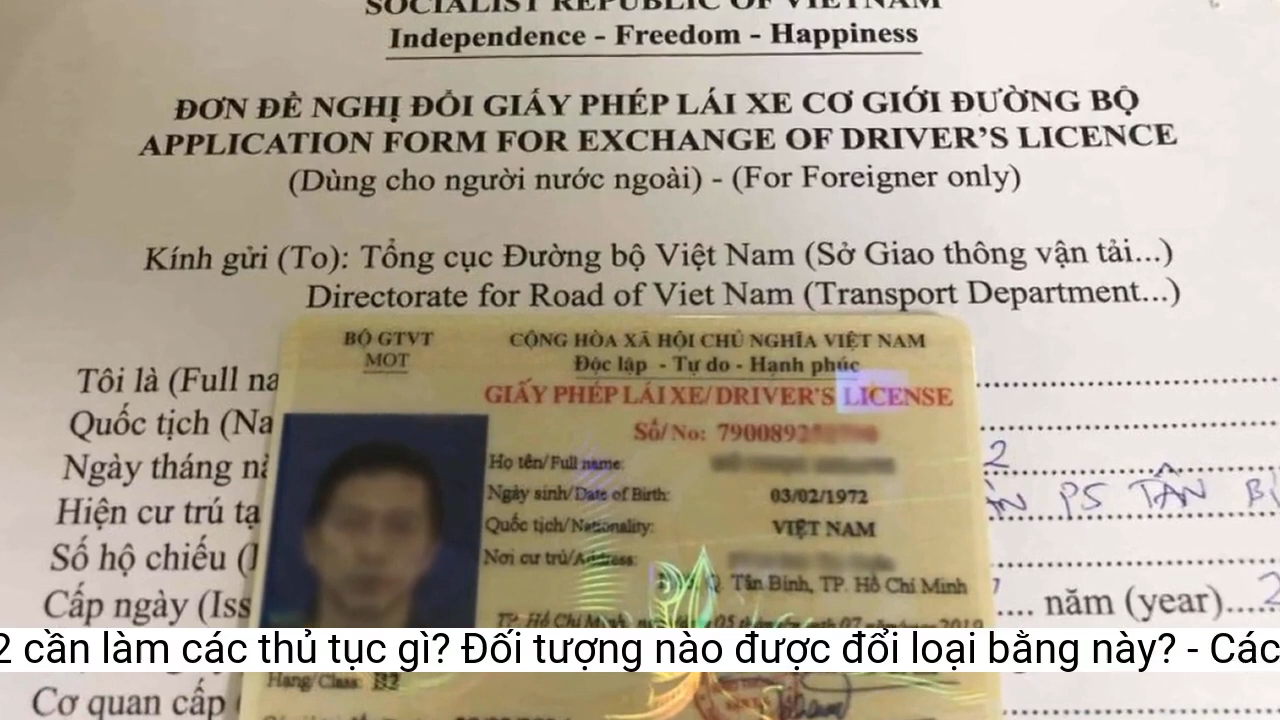 SOCIALIST REPUBLIC OF VIETNAM
Independence - Freedom - Happiness
ĐƠN ĐỀ NGHỊ ĐỔI GIẤY PHÉP LÁI XE CƠ GIỚI ĐƯỜNG BỘ
APPLICATION FORM FOR EXCHANGE OF DRIVER'S LICENCE
(Dùng cho người nước ngoài) - (For Foreigner only)
Kính gửi (To): Tổng cục Đường bộ Việt Nam (Sở Giao thông vận tải...)
Directorate for Road of Viet Nam (Transport Department...)
BỘ GTVT
MOT
CỘNG HÒA XÃ HỘI CHỦ NGHĨA VIỆT NAM
Độc lập - Tự do - Hạnh phúc
GIẤY PHÉP LÁI XE/DRIVER'S LICENSE
Số/No: 790089
Họ tên/Full name:
Ngày sinh/Date of Birth: 03/02/1972
Quốc tịch/Nationality: VIỆT NAM
Nơi cư trú/Address:
Q. Tân Bình, TP. Hồ Chí Minh
Hạng/Class: B2
Tôi là (Full na
Quốc tịch (Na
Ngày tháng nă 2
Hiện cư trú tạ PS TÂN BÌ
Số hộ chiếu (
Cấp ngày (Iss .... năm (year).....2
2 cần làm các thủ tục gì? Đối tượng nào được đổi loại bằng này? - Các
Cơ quan cấp